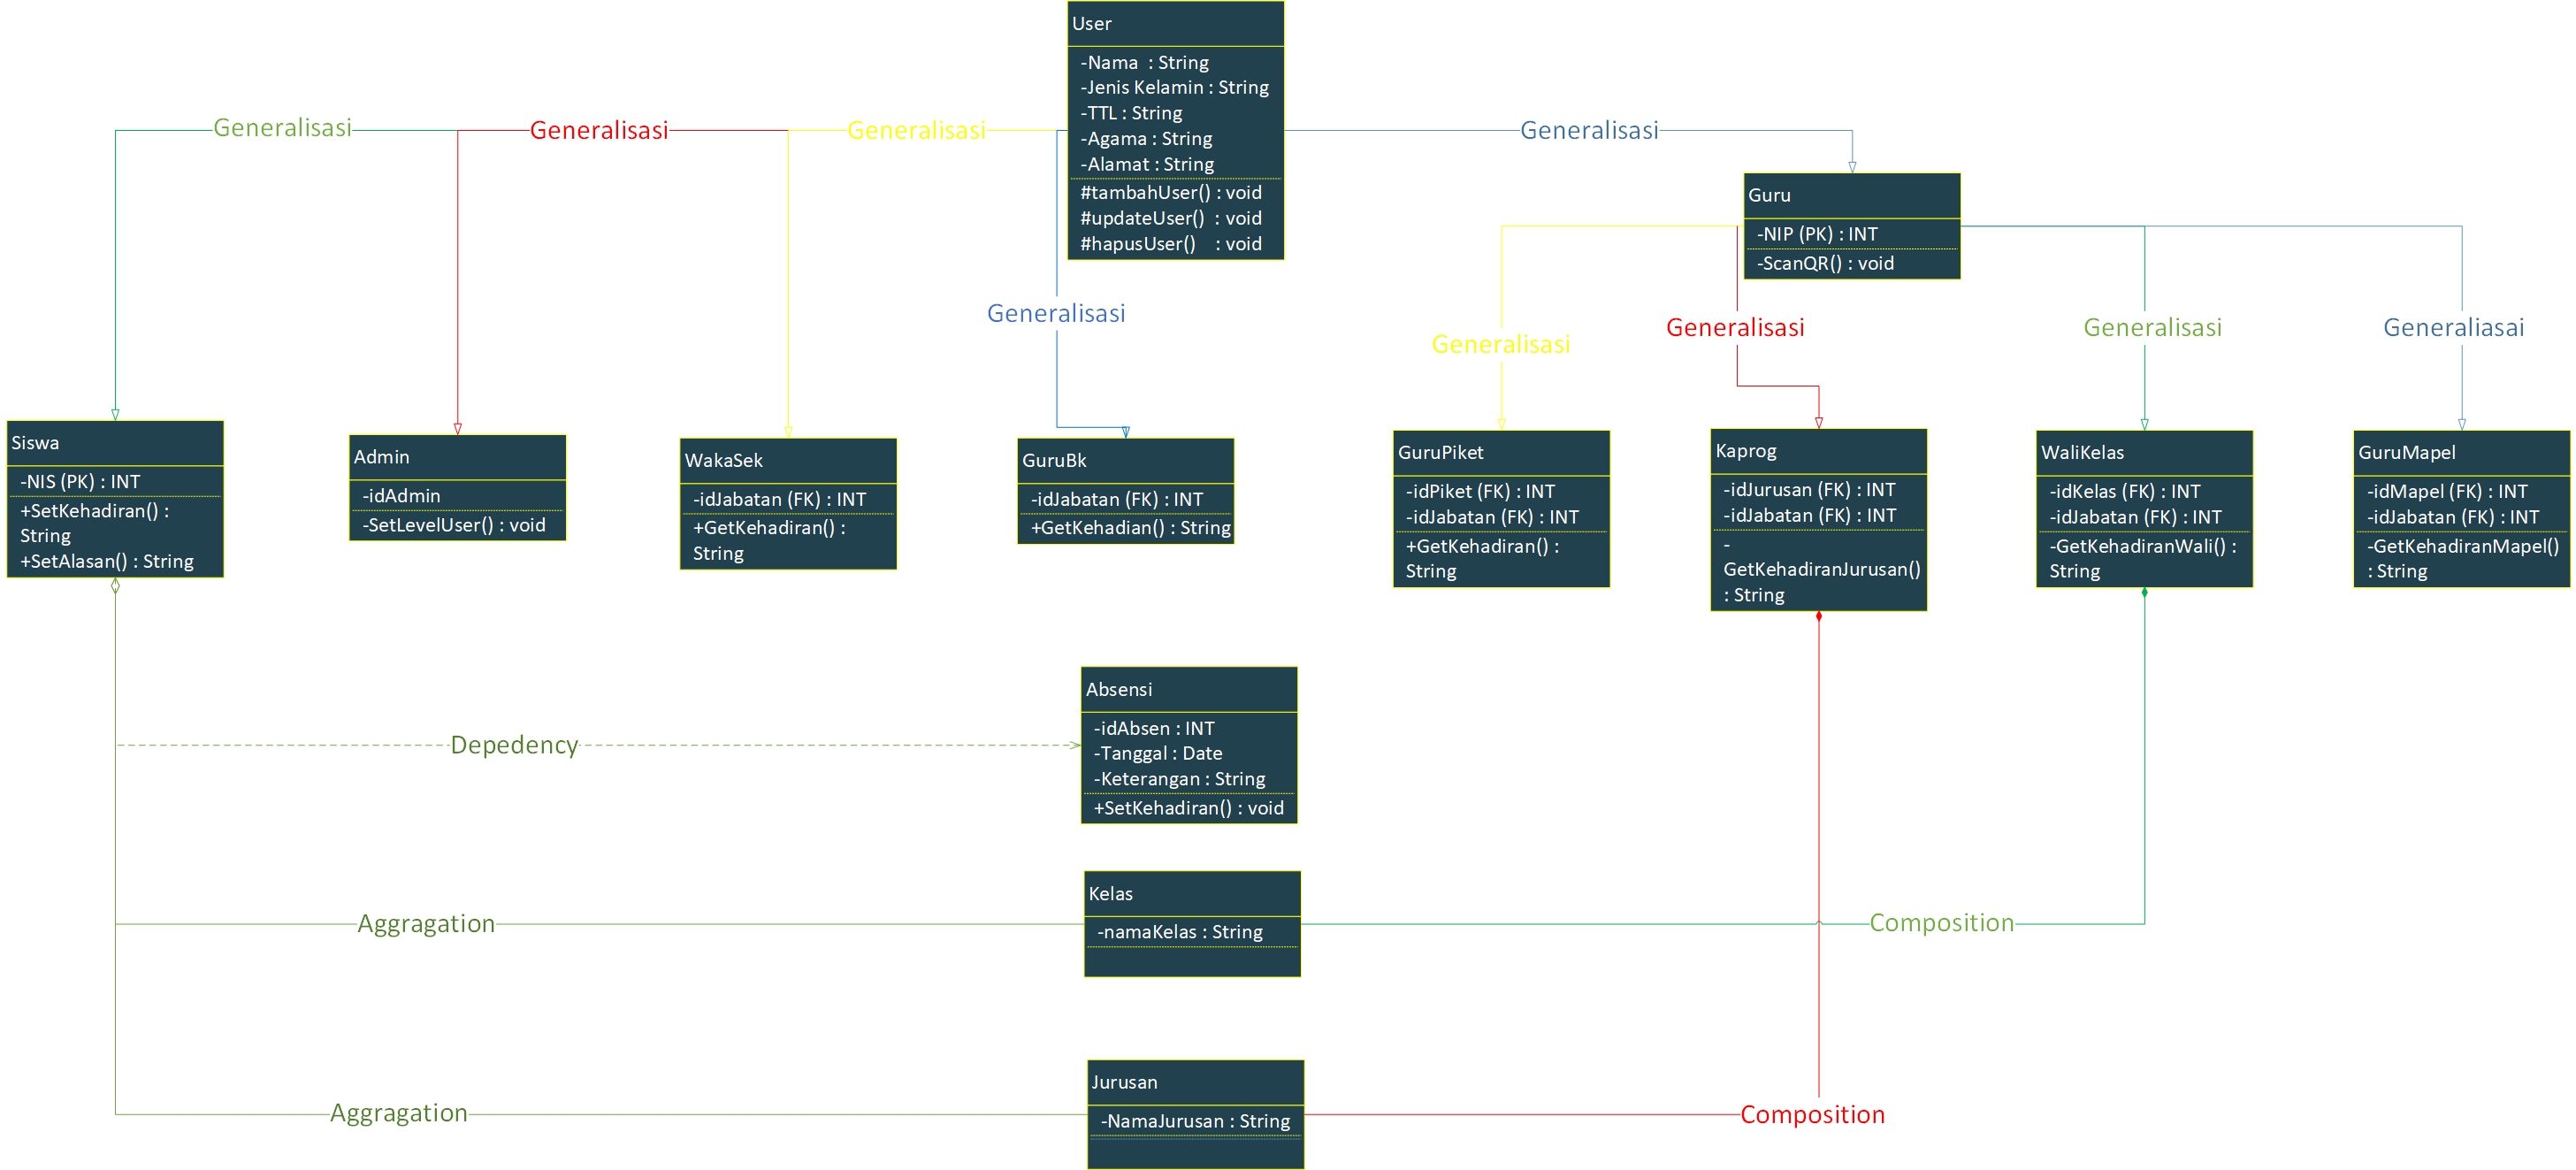 User
-Nama  : String
-Jenis Kelamin : String
-TTL : String
-Agama : String
-Alamat : String
#tambahUser() : void
#updateUser()  : void
#hapusUser()    : void
Generalisasi
Generalisasi
Generalisasi
Generalisasi
Generalisasi
Guru
-NIP (PK) : INT
-ScanQR() : void
Generalisasi
Generalisasi
Generalisasi
Generaliasai
Siswa
-NIS (PK) : INT
+SetKehadiran() :
String
+SetAlasan() : String
Admin
-idAdmin
-SetLevelUser() : void
WakaSek
-idJabatan (FK) : INT
+GetKehadiran() :
String
GuruBk
-idJabatan (FK) : INT
+GetKehadian() : String
GuruPiket
-idPiket (FK) : INT
-idJabatan (FK) : INT
+GetKehadiran() :
String
Kaprog
-idJurusan (FK) : INT
-idJabatan (FK) : INT
-
GetKehadiranJurusan()
: String
WaliKelas
-idKelas (FK) : INT
-idJabatan (FK) : INT
-GetKehadiranWali() :
String
GuruMapel
-idMapel (FK) : INT
-idJabatan (FK) : INT
-GetKehadiranMapel()
: String
Depedency
Absensi
-idAbsen : INT
-Tanggal : Date
-Keterangan : String
+SetKehadiran() : void
Aggragation
Kelas
-namaKelas : String
Composition
Aggragation
Jurusan
-NamaJurusan : String
Composition